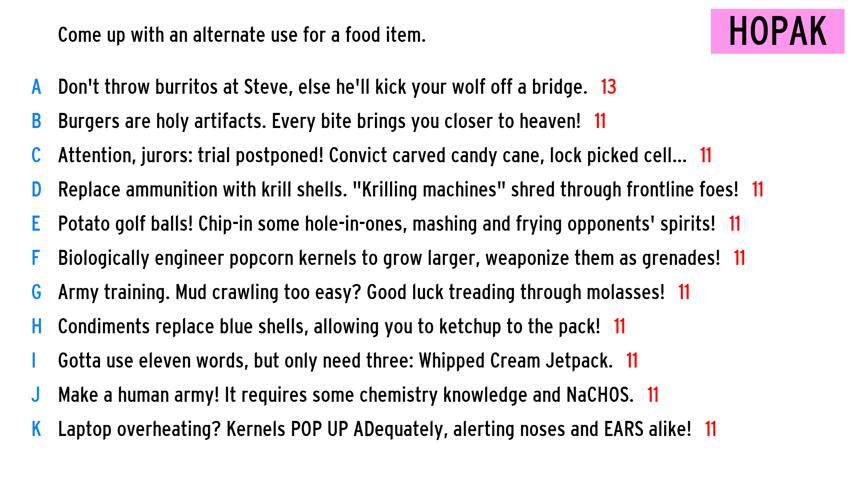 Come up with an alternate use for a food item.
HOPAK
A Don't throw burritos at Steve, else he'll kick your wolf off a bridge. 13
B Burgers are holy artifacts. Every bite brings you closer to heaven! 11
C Attention, jurors: trial postponed! Convict carved candy cane, lock picked cell... 11
D Replace ammunition with krill shells. "Krilling machines" shred through frontline foes! 11
E Potato golf balls! Chip-in some hole-in-ones, mashing and frying opponents' spirits! 11
F Biologically engineer popcorn kernels to grow larger, weaponize them as grenades! 11
G Army training. Mud crawling too easy? Good luck treading through molasses! 11
H Condiments replace blue shells, allowing you to ketchup to the pack! 11
I Gotta use eleven words, but only need three: Whipped Cream Jetpack. 11
J Make a human army! It requires some chemistry knowledge and NaCHOS. 11
K Laptop overheating? Kernels POP UP ADequately, alerting noses and EARS alike! 11